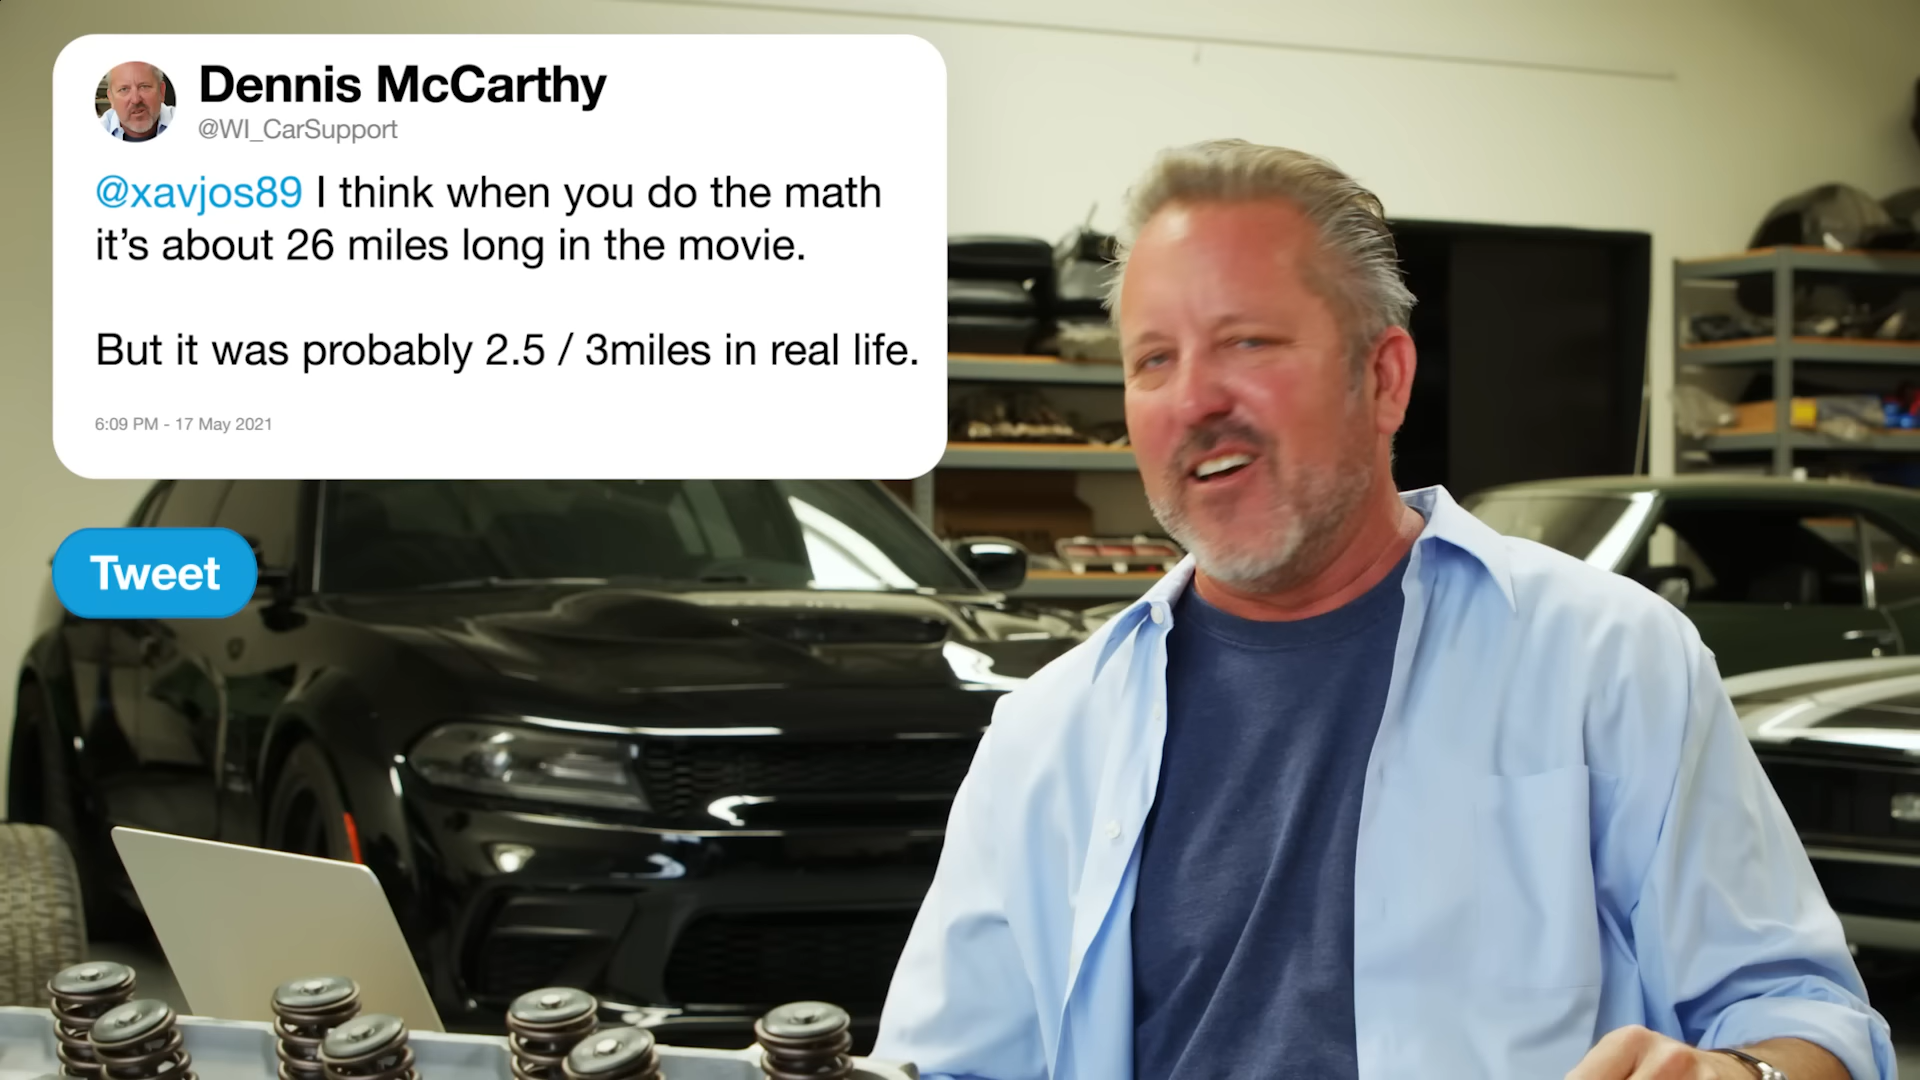 Dennis McCarthy
@WI_CarSupport
@xavjos89 I think when you do the math
it’s about 26 miles long in the movie.
But it was probably 2.5 / 3miles in real life.
6:09 PM - 17 May 2021
Tweet